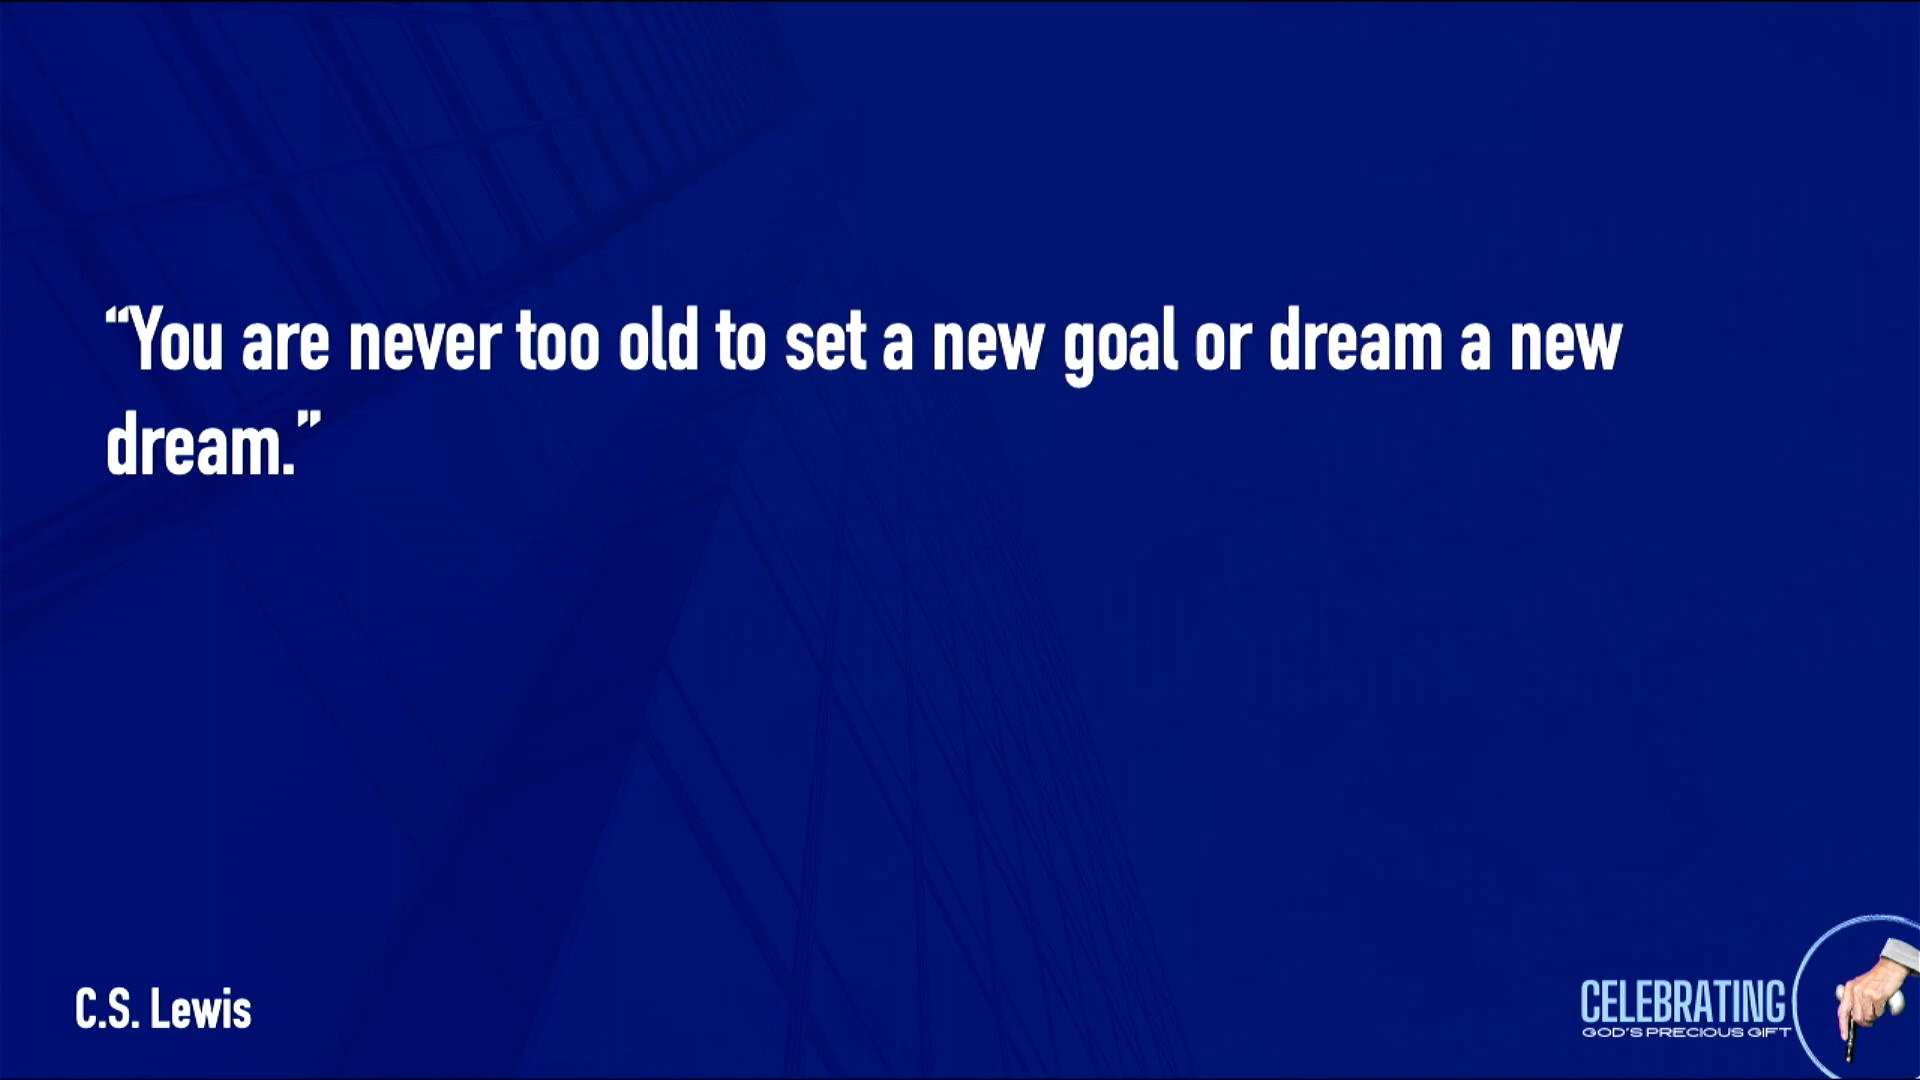 “You are never too old to set a new goal or dream a new
dream.”
C.S. Lewis
CELEBRATING
GOD'S PRECIOUS GIFT